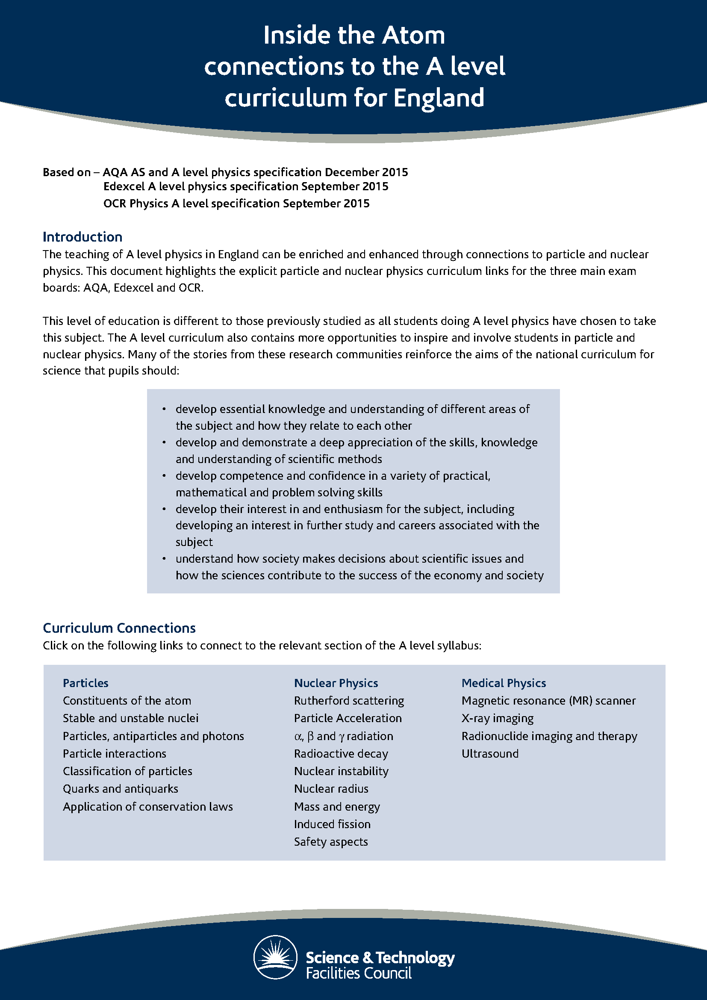 Inside the Atom
connections to the A level
curriculum for England
Based on – AQA AS and A level physics specification December 2015
Edexcel A level physics specification September 2015
OCR Physics A level specification September 2015
Introduction
The teaching of A level physics in England can be enriched and enhanced through connections to particle and nuclear
physics. This document highlights the explicit particle and nuclear physics curriculum links for the three main exam
boards: AQA, Edexcel and OCR.
This level of education is different to those previously studied as all students doing A level physics have chosen to take
this subject. The A level curriculum also contains more opportunities to inspire and involve students in particle and
nuclear physics. Many of the stories from these research communities reinforce the aims of the national curriculum for
science that pupils should:
• develop essential knowledge and understanding of different areas of
the subject and how they relate to each other
• develop and demonstrate a deep appreciation of the skills, knowledge
and understanding of scientific methods
• develop competence and confidence in a variety of practical,
mathematical and problem solving skills
• develop their interest in and enthusiasm for the subject, including
developing an interest in further study and careers associated with the
subject
• understand how society makes decisions about scientific issues and
how the sciences contribute to the success of the economy and society
Curriculum Connections
Click on the following links to connect to the relevant section of the A level syllabus:
Particles
Constituents of the atom
Stable and unstable nuclei
Particles, antiparticles and photons
Particle interactions
Classification of particles
Quarks and antiquarks
Application of conservation laws
Nuclear Physics
Rutherford scattering
Particle Acceleration
α, β and γ radiation
Radioactive decay
Nuclear instability
Nuclear radius
Mass and energy
Induced fission
Safety aspects
Medical Physics
Magnetic resonance (MR) scanner
X-ray imaging
Radionuclide imaging and therapy
Ultrasound
Science & Technology
Facilities Council